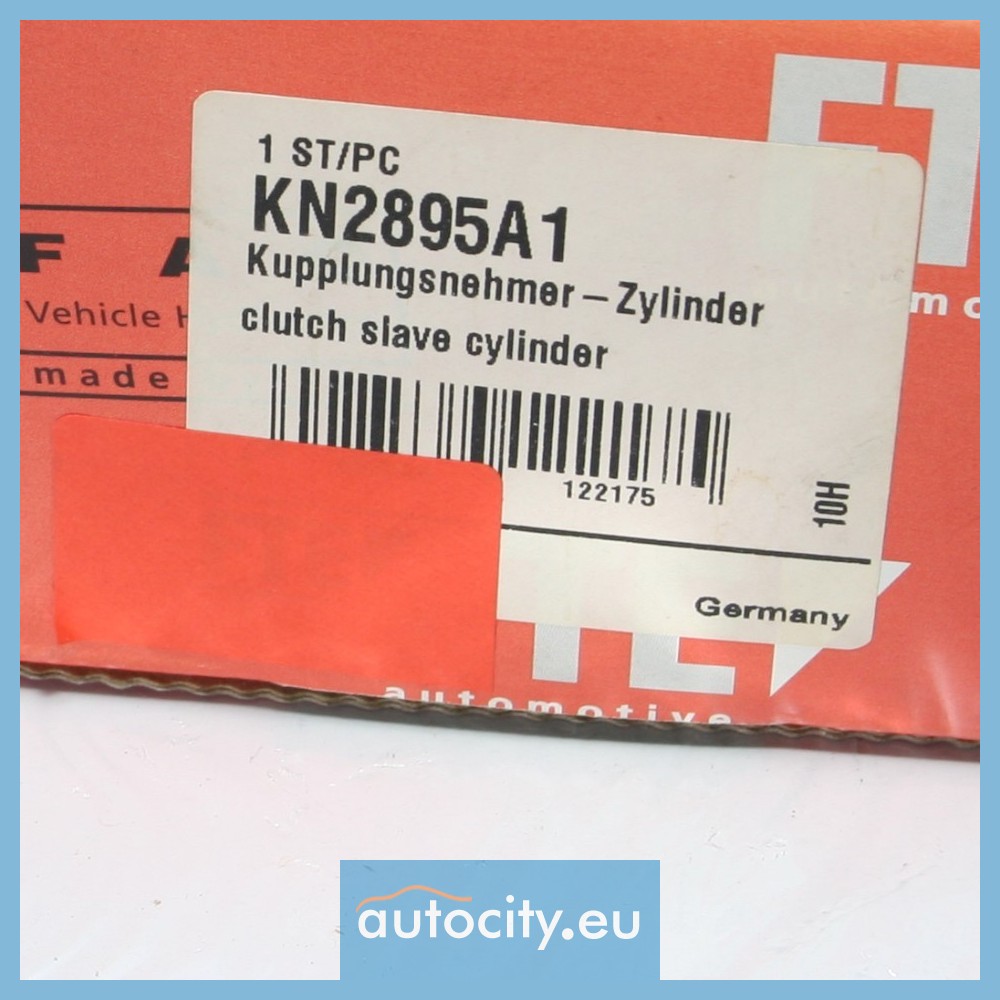 1 ST/PC
KN2895A1
Kupplungsnehmer-Zylinder
clutch slave cylinder
122175
10H
Germany
Vehicle
made
automotive
autocity.eu